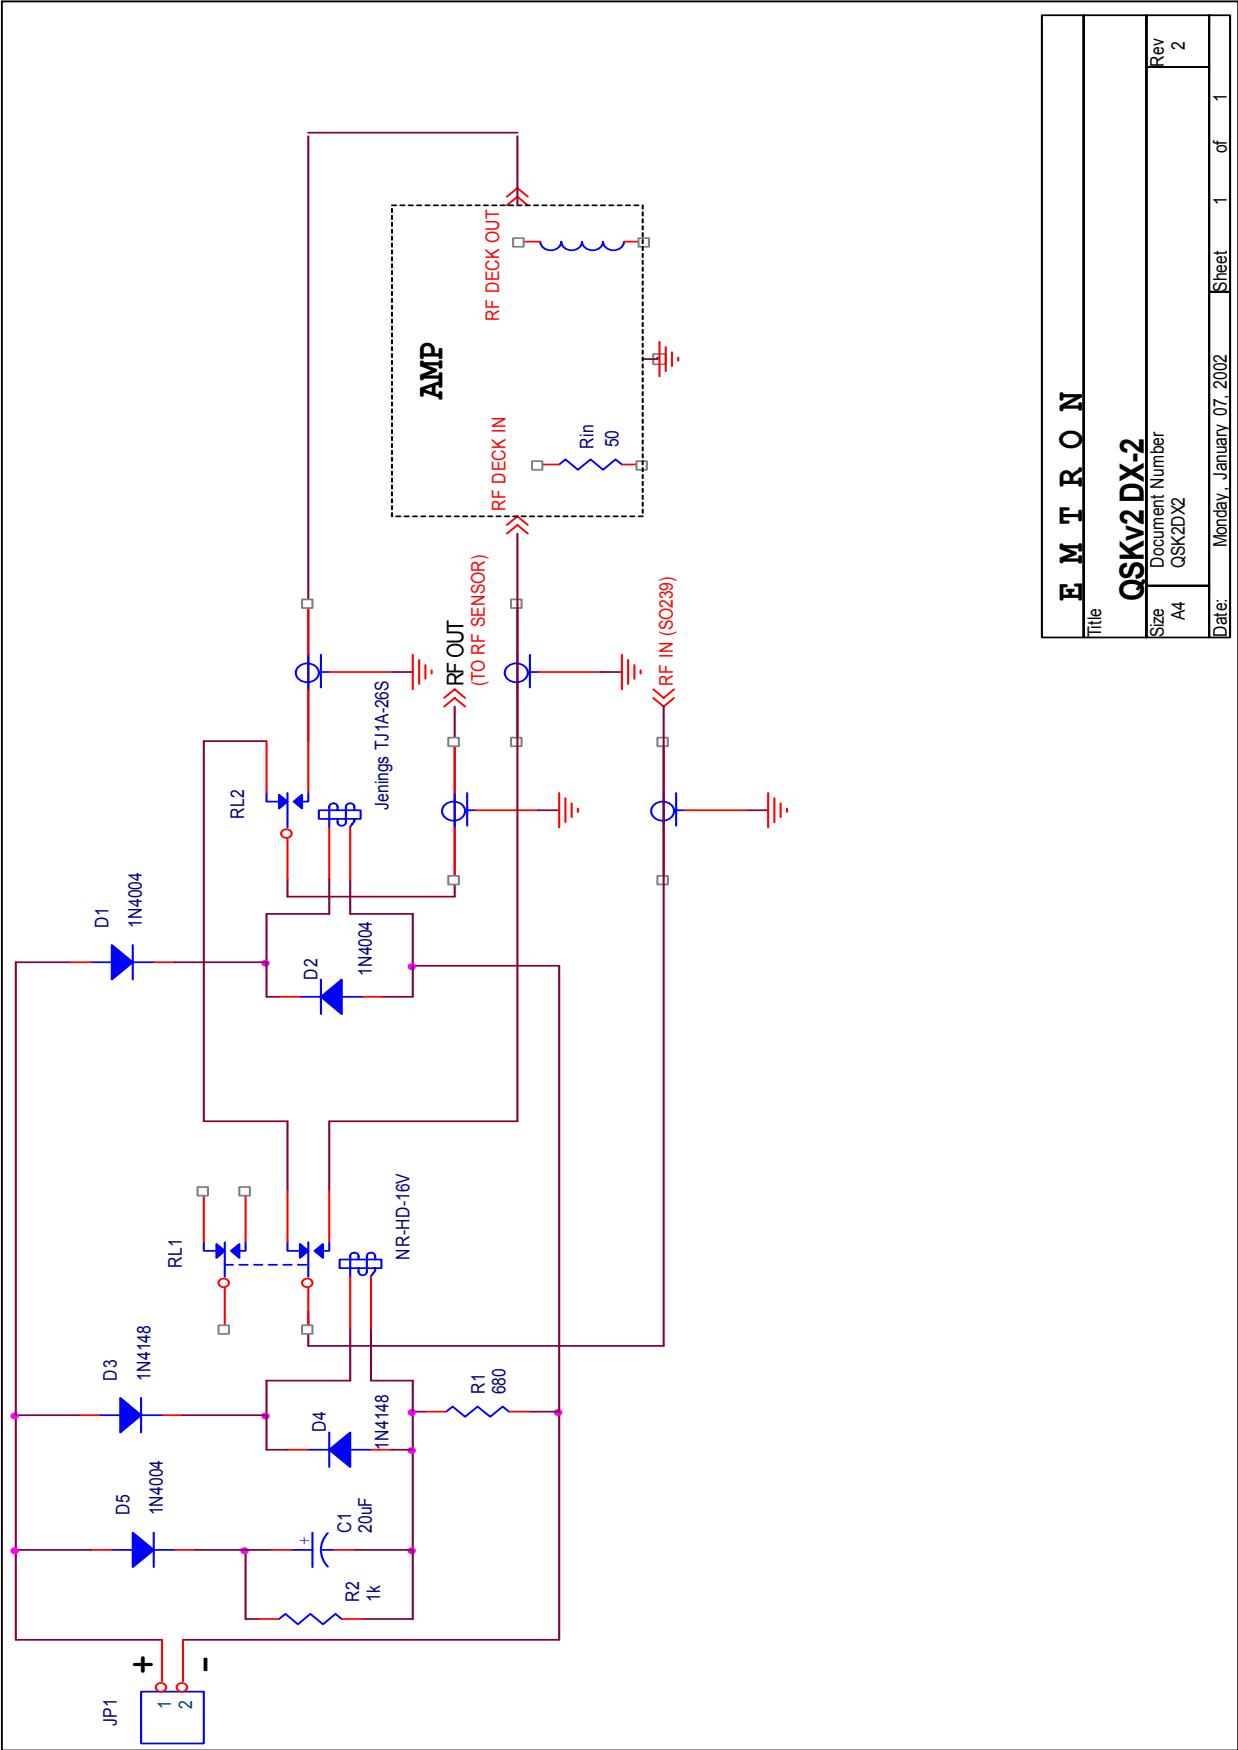 JP1
1
2
+
-
D5
1N4004
R2
1k
C1
20uF
+
D3
1N4148
D4
1N4148
R1
680
RL1
NR-HD-16V
D1
1N4004
D2
1N4004
RL2
Jenings TJ1A-26S
RF OUT
(TO RF SENSOR)
RF IN (SO239)
AMP
RF DECK IN
RF DECK OUT
Rin
50
E M T R O N
Title
QSKv2 DX-2
Size
A4
Document Number
QSK2DX2
Rev
2
Date:
Monday, January 07, 2002
Sheet 1 of 1